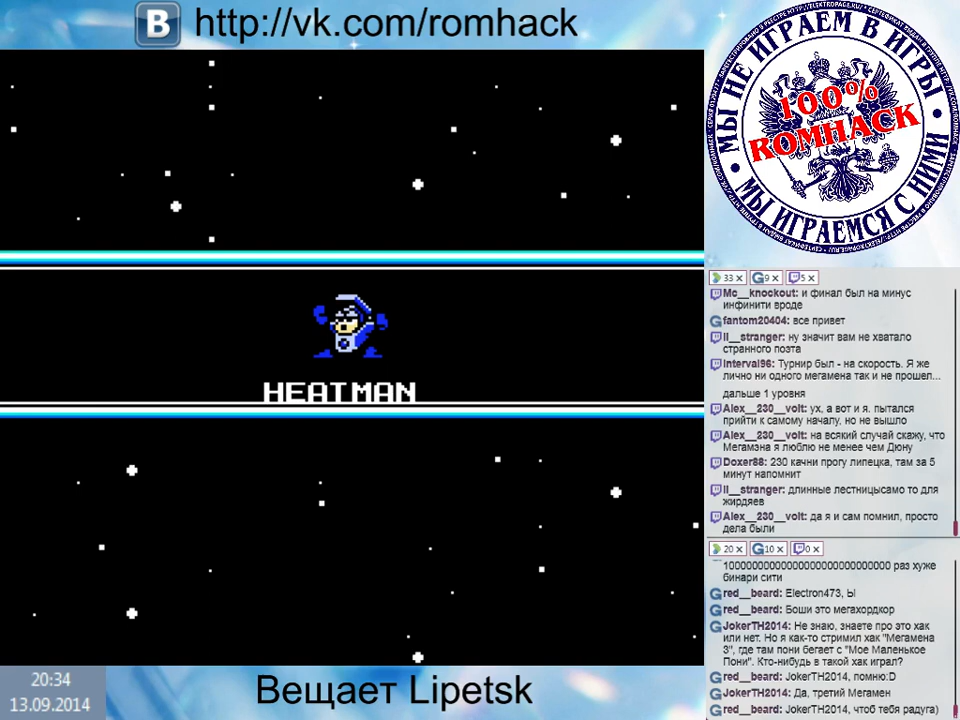 B http://vk.com/romhack
МЫ НЕ ИГРАЕМ В ИГРЫ
100%
ROMHACK
МЫ ИГРАЕМСЯ С НИМИ
HEATMAN
33 x G9 x 5 x
Mc__knockout: и финал был на минус
инфинити вроде
fantom20404: все привет
il__stranger: ну значит вам не хватало
странного поэта
Interval96: Турнир был - на скорость. Я же
лично ни одного мегамена так и не прошел...
дальше 1 уровня
Alex__230__volt: ух, а вот и я. пытался
прийти к самому началу, но не вышло
Alex__230__volt: на всякий случай скажу, что
Мегамэна я люблю не менее чем Дюну
Doxer88: 230 качни прогу липецка, там за 5
минут напомнит
il__stranger: длинные лестницысамо то для
жирдяев
Alex__230__volt: да я и сам помнил, просто
дела были
20 x G10 x 0 x
раз хуже
бинари сити
red__beard: Electron473, Ы
red__beard: Боши это мегахордкор
JokerTH2014: Не знаю, знаете про это хак
или нет. Но я как-то стримил хак "Мегамена
3", где там пони бегает с "Мое Маленькое
Пони". Кто-нибудь в такой хак играл?
red__beard: JokerTH2014, помню:D
JokerTH2014: Да, третий Мегамен
red__beard: JokerTH2014, чтоб тебя радуга)
20:34
13.09.2014
Вещает Lipetsk